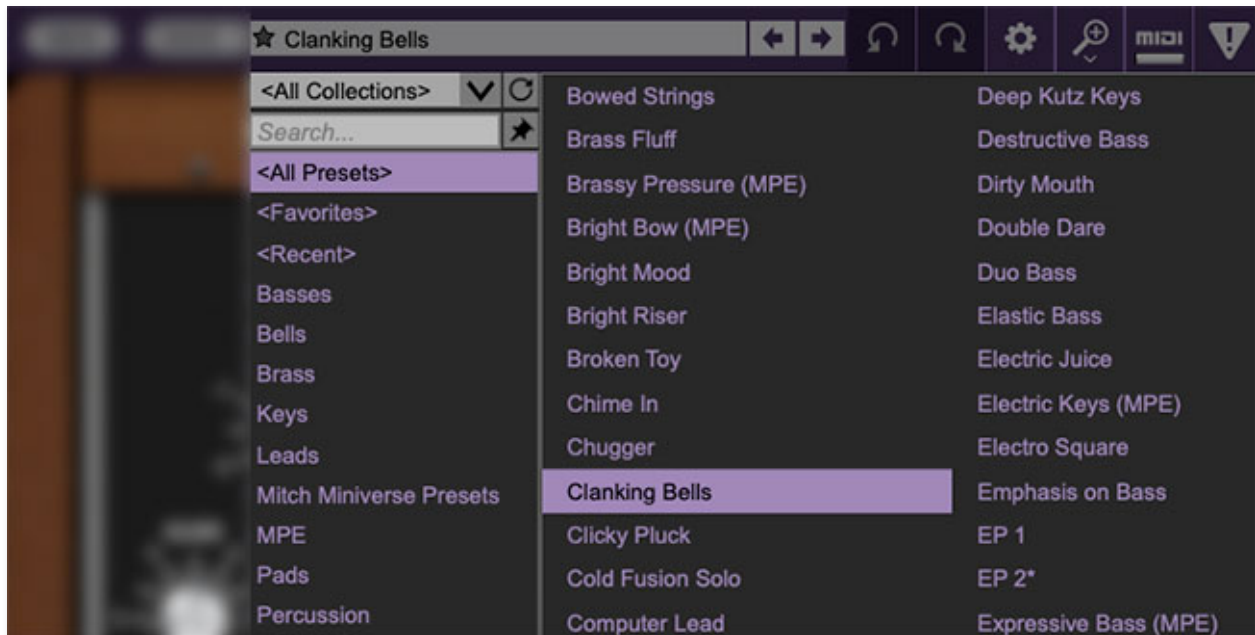 Clanking Bells
MIDI
<All Collections>
Search...
<All Presets>
<Favorites>
<Recent>
Basses
Bells
Brass
Keys
Leads
Mitch Miniverse Presets
MPE
Pads
Percussion
Bowed Strings
Brass Fluff
Brassy Pressure (MPE)
Bright Bow (MPE)
Bright Mood
Bright Riser
Broken Toy
Chime In
Chugger
Clanking Bells
Clicky Pluck
Cold Fusion Solo
Computer Lead
Deep Kutz Keys
Destructive Bass
Dirty Mouth
Double Dare
Duo Bass
Elastic Bass
Electric Juice
Electric Keys (MPE)
Electro Square
Emphasis on Bass
EP 1
EP 2*
Expressive Bass (MPE)